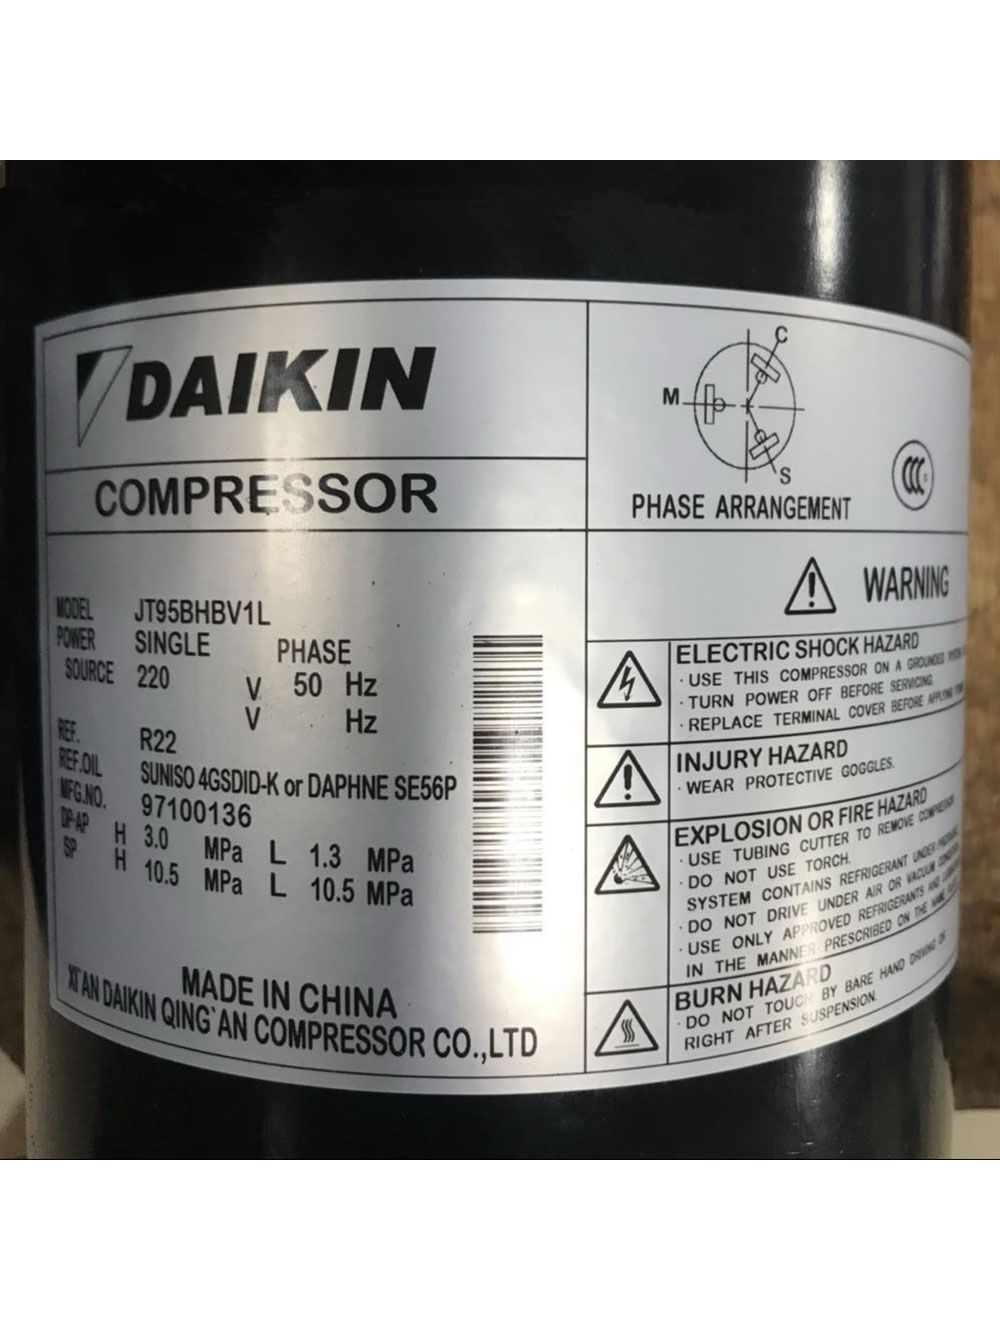 DAIKIN
COMPRESSOR
MODEL JT95BHBV1L
POWER SINGLE PHASE
SOURCE 220 V 50 Hz
V Hz
REF. R22
REF.OIL SUNISO 4GSDID-K or DAPHNE SE56P
MFG.NO. 97100136
DP-AP H 3.0 MPa L 1.3 MPa
SP H 10.5 MPa L 10.5 MPa
MADE IN CHINA
XI'AN DAIKIN QING`AN COMPRESSOR CO.,LTD
C
M
S
PHASE ARRANGEMENT
CCC
WARNING
ELECTRIC SHOCK HAZARD
· USE THIS COMPRESSOR ON A GROUNDED SYSTEM
· TURN POWER OFF BEFORE SERVICING.
· REPLACE TERMINAL COVER BEFORE APPLYING
INJURY HAZARD
· WEAR PROTECTIVE GOGGLES.
EXPLOSION OR FIRE HAZARD
· USE TUBING CUTTER TO REMOVE COMPRESSOR.
· DO NOT USE TORCH.
SYSTEM CONTAINS REFRIGERANT UNDER
· DO NOT DRIVE UNDER AIR OR VACUUM
· USE ONLY APPROVED REFRIGERANTS AND
IN THE MANNER PRESCRIBED ON THE
BURN HAZARD
· DO NOT TOUCH BY BARE HAND DRIVING OR
RIGHT AFTER SUSPENSION.